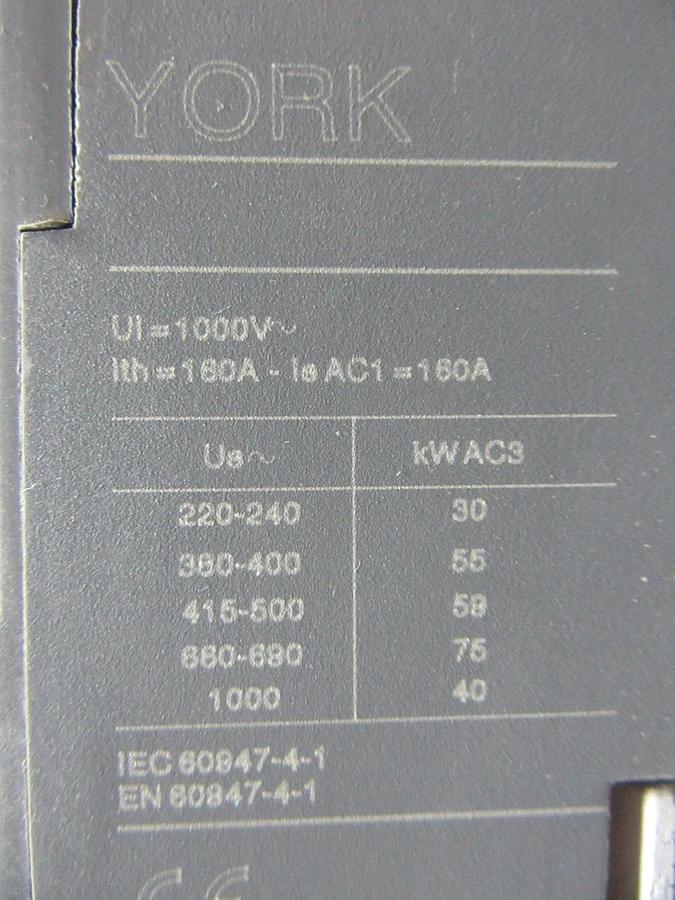 YORK
Ui = 1000V~
Ith = 160A - Ie AC1 = 160A
Ue~ kW AC3
220-240 30
380-400 55
415-500 59
660-690 75
1000 40
IEC 60947-4-1
EN 60947-4-1
CE